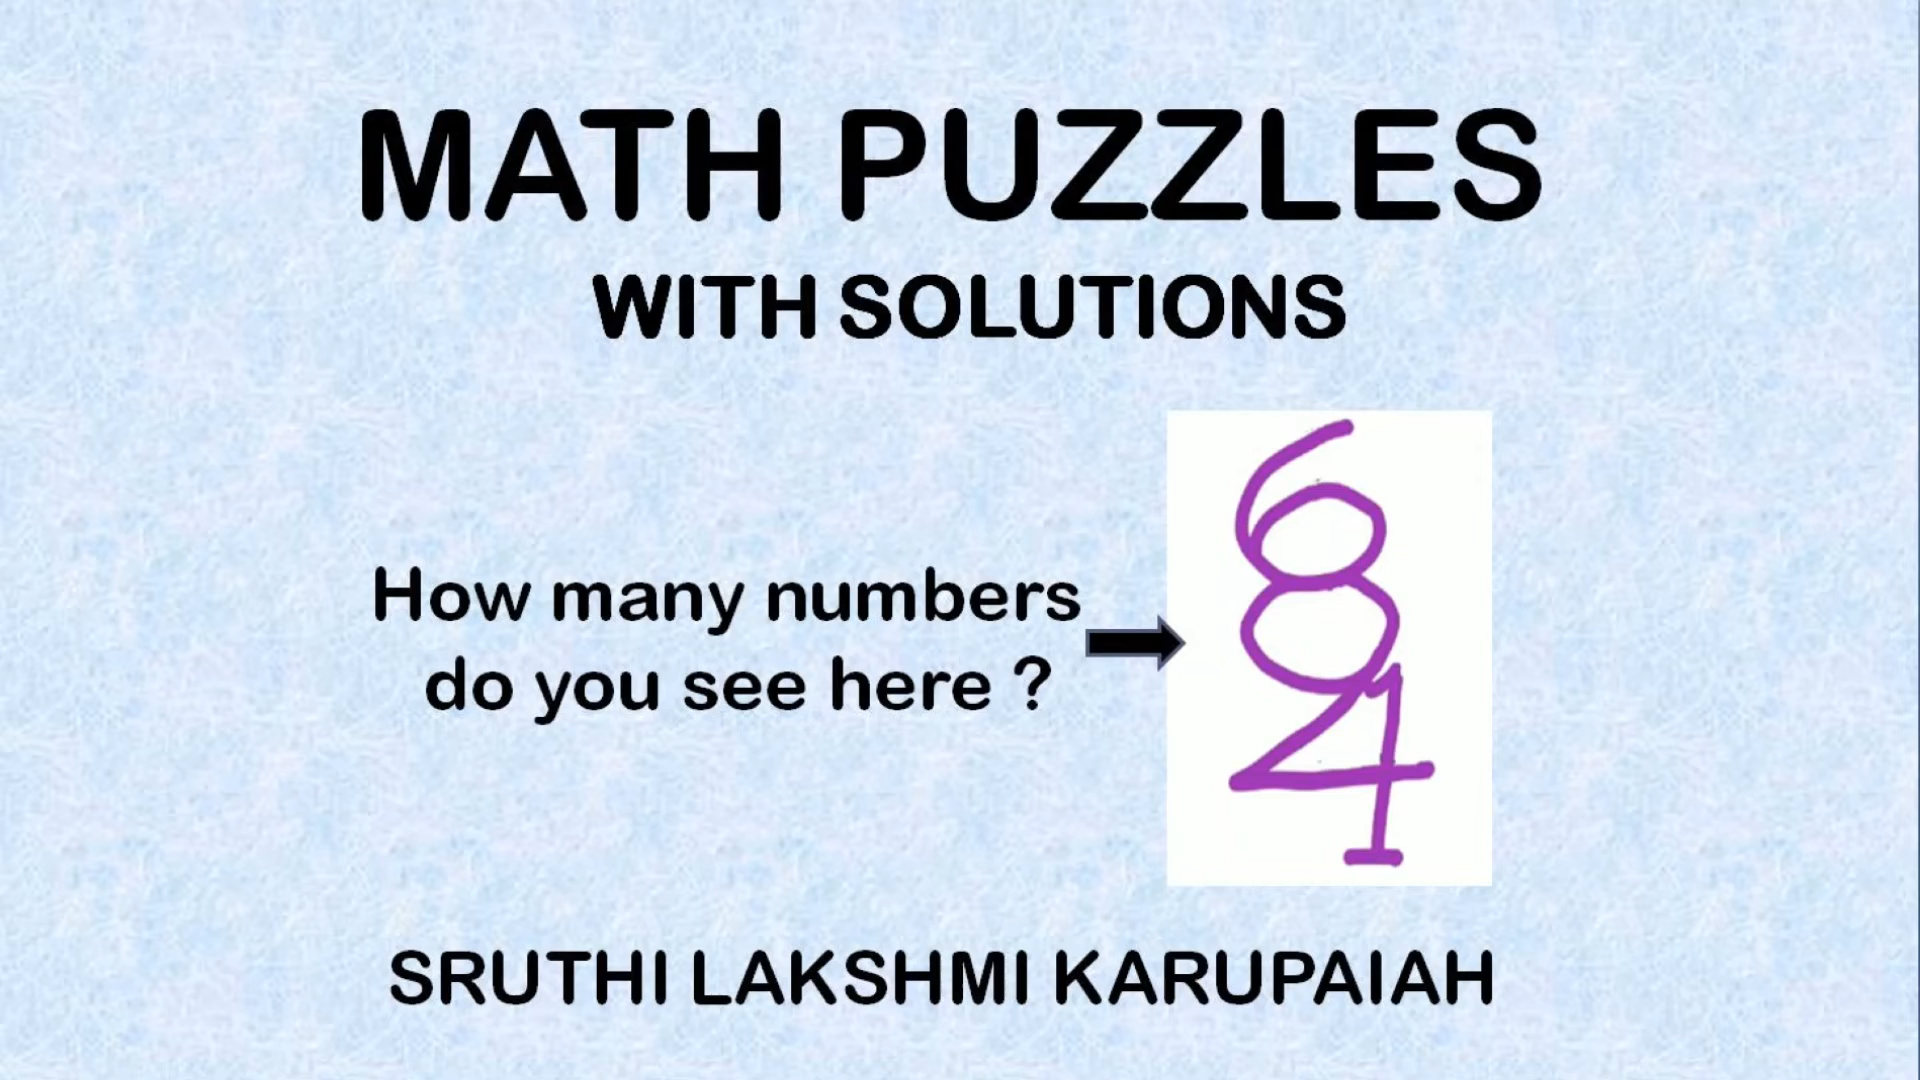 MATH PUZZLES
WITH SOLUTIONS
How many numbers
do you see here ?
6
8
4
1
SRUTHI LAKSHMI KARUPAIAH